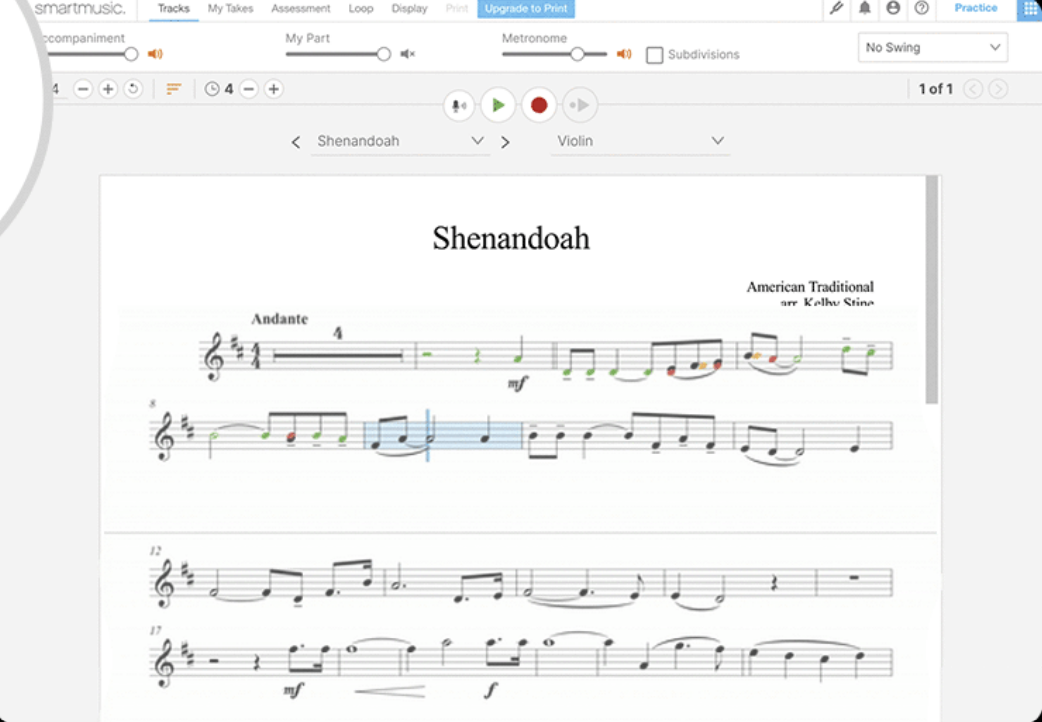 smartmusic. Tracks My Takes Assessment Loop Display Print Upgrade to Print Practice
ccompaniment My Part Metronome
Subdivisions No Swing
4 4 1 of 1
Shenandoah Violin
Shenandoah
American Traditional
arr. Kelby Stine
Andante
4
4
4
mf
8
12
17
mf f